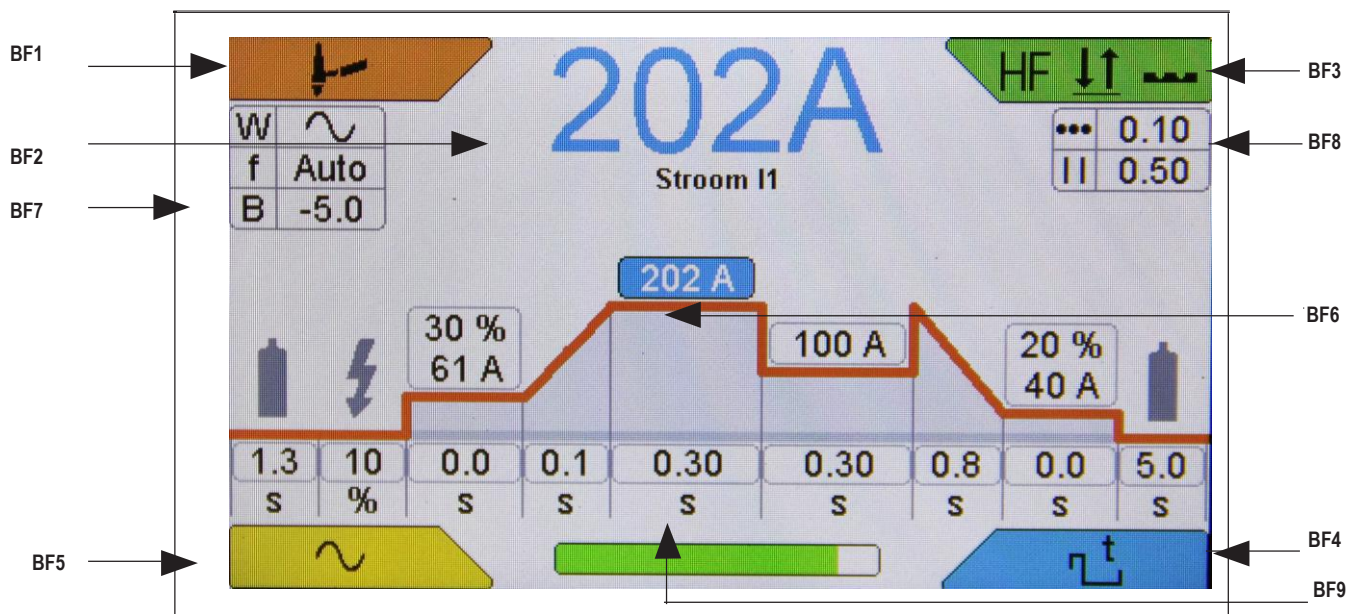 BF1
BF2
BF7
BF5
BF3
BF8
BF6
BF4
BF9
202A
Stroom I1
HF
W
f Auto
B -5.0
••• 0.10
II 0.50
202 A
30 %
61 A
100 A
20 %
40 A
1.3 10 0.0 0.1 0.30 0.30 0.8 0.0 5.0
s % s s s s s s s
t